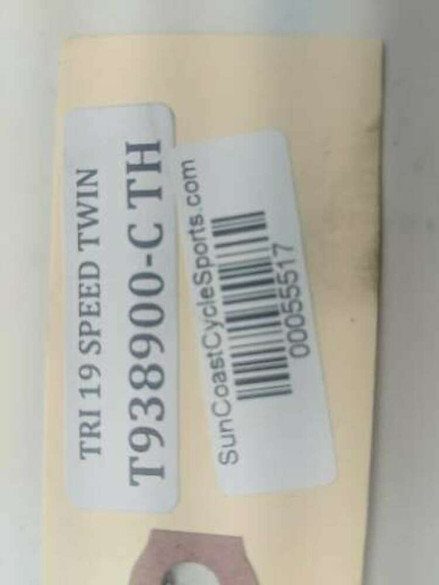 TRI 19 SPEED TWIN
T938900-C TH
SunCoastCycleSports.com
00055517